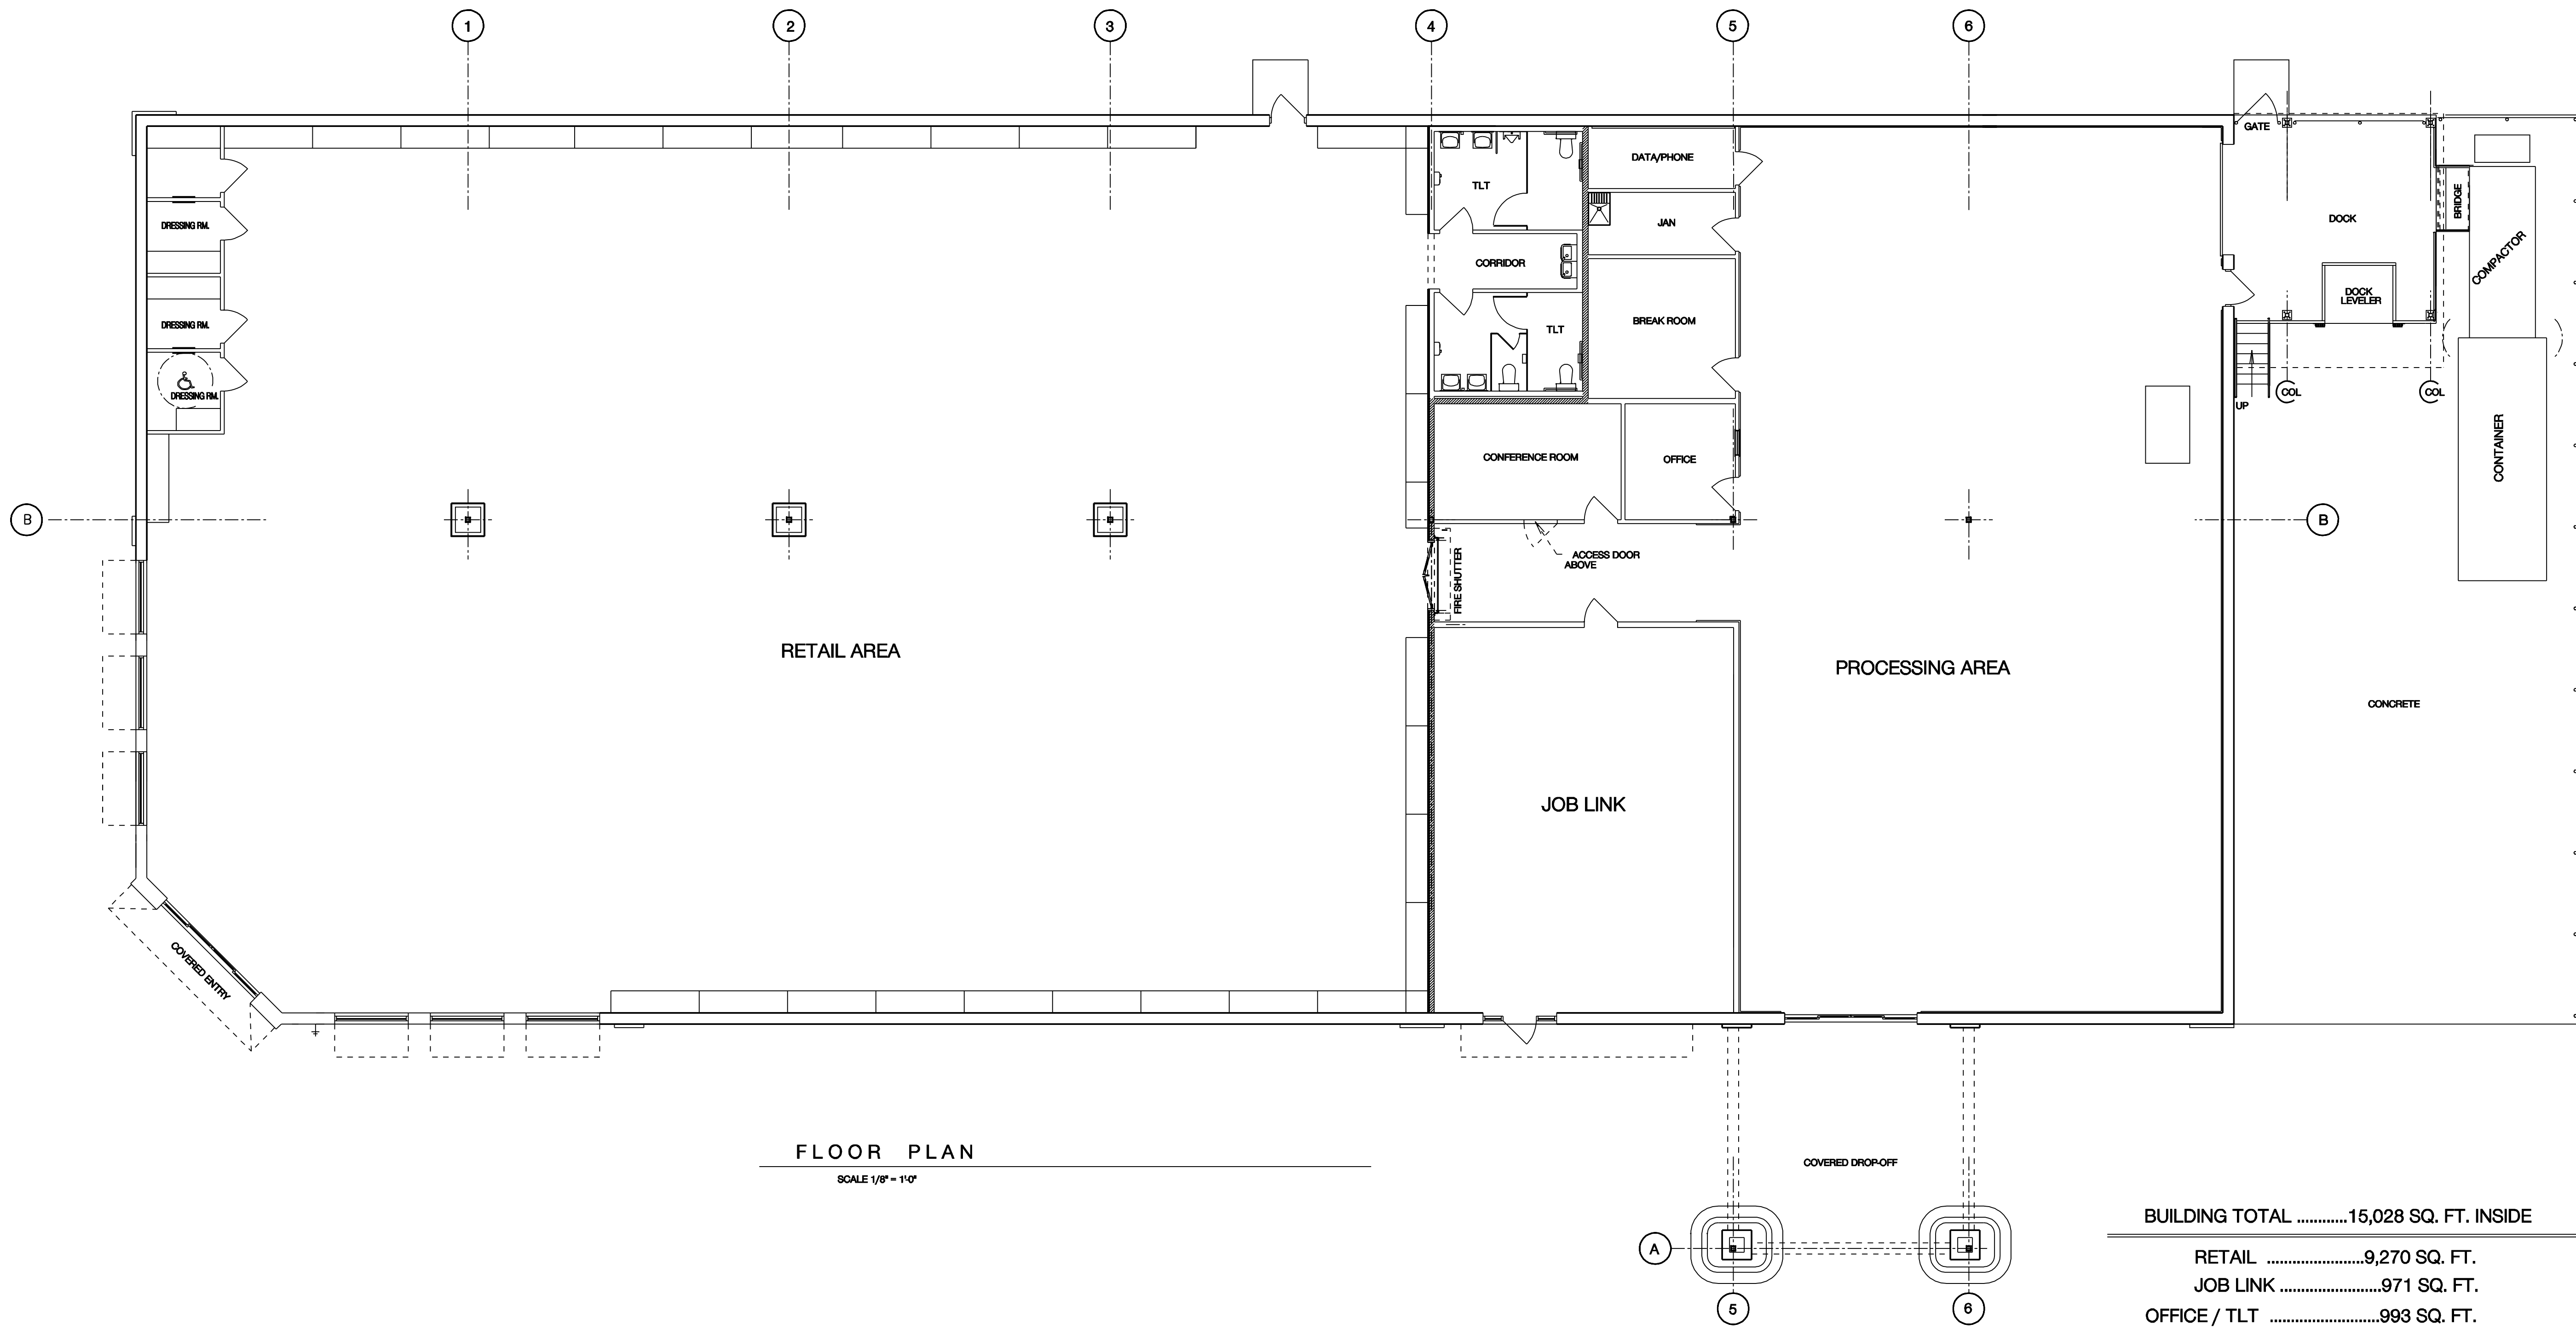 1 2 3 4 5 6
GATE
DATA/PHONE
TLT
BRIDGE
DOCK
DRESSING RM.
JAN
COMPACTOR
CORRIDOR
DOCK
LEVELER
BREAK ROOM
DRESSING RM.
TLT
DRESSING RM.
COL COL
UP
CONTAINER
CONFERENCE ROOM
OFFICE
B B
ACCESS DOOR
ABOVE
FIRE SHUTTER
RETAIL AREA
PROCESSING AREA
CONCRETE
JOB LINK
COVERED ENTRY
FLOOR PLAN
SCALE 1/8" = 1'-0"
COVERED DROP-OFF
A
5 6
BUILDING TOTAL ............15,028 SQ. FT. INSIDE
RETAIL .......................9,270 SQ. FT.
JOB LINK ........................971 SQ. FT.
OFFICE / TLT ..........................993 SQ. FT.